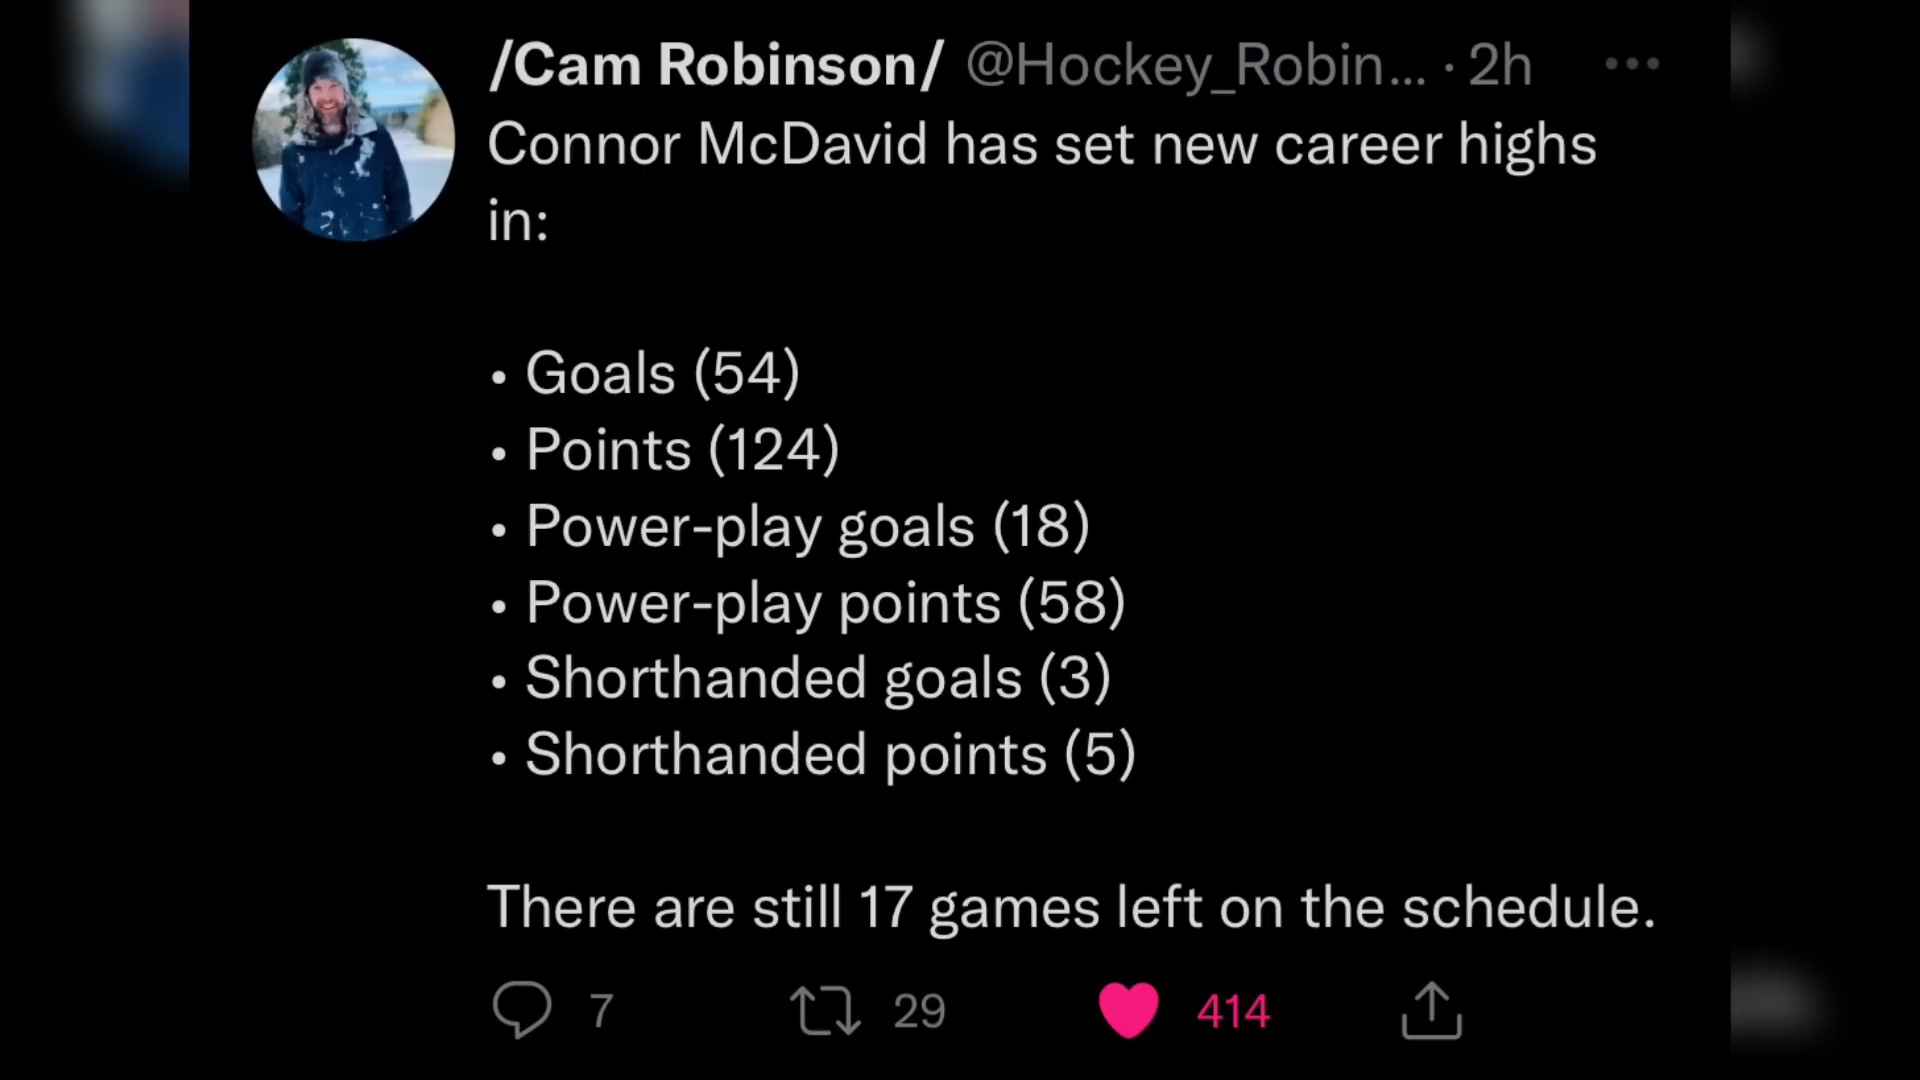 /Cam Robinson/ @Hockey_Robin... · 2h
Connor McDavid has set new career highs
in:
• Goals (54)
• Points (124)
• Power-play goals (18)
• Power-play points (58)
• Shorthanded goals (3)
• Shorthanded points (5)
There are still 17 games left on the schedule.
7 29 414